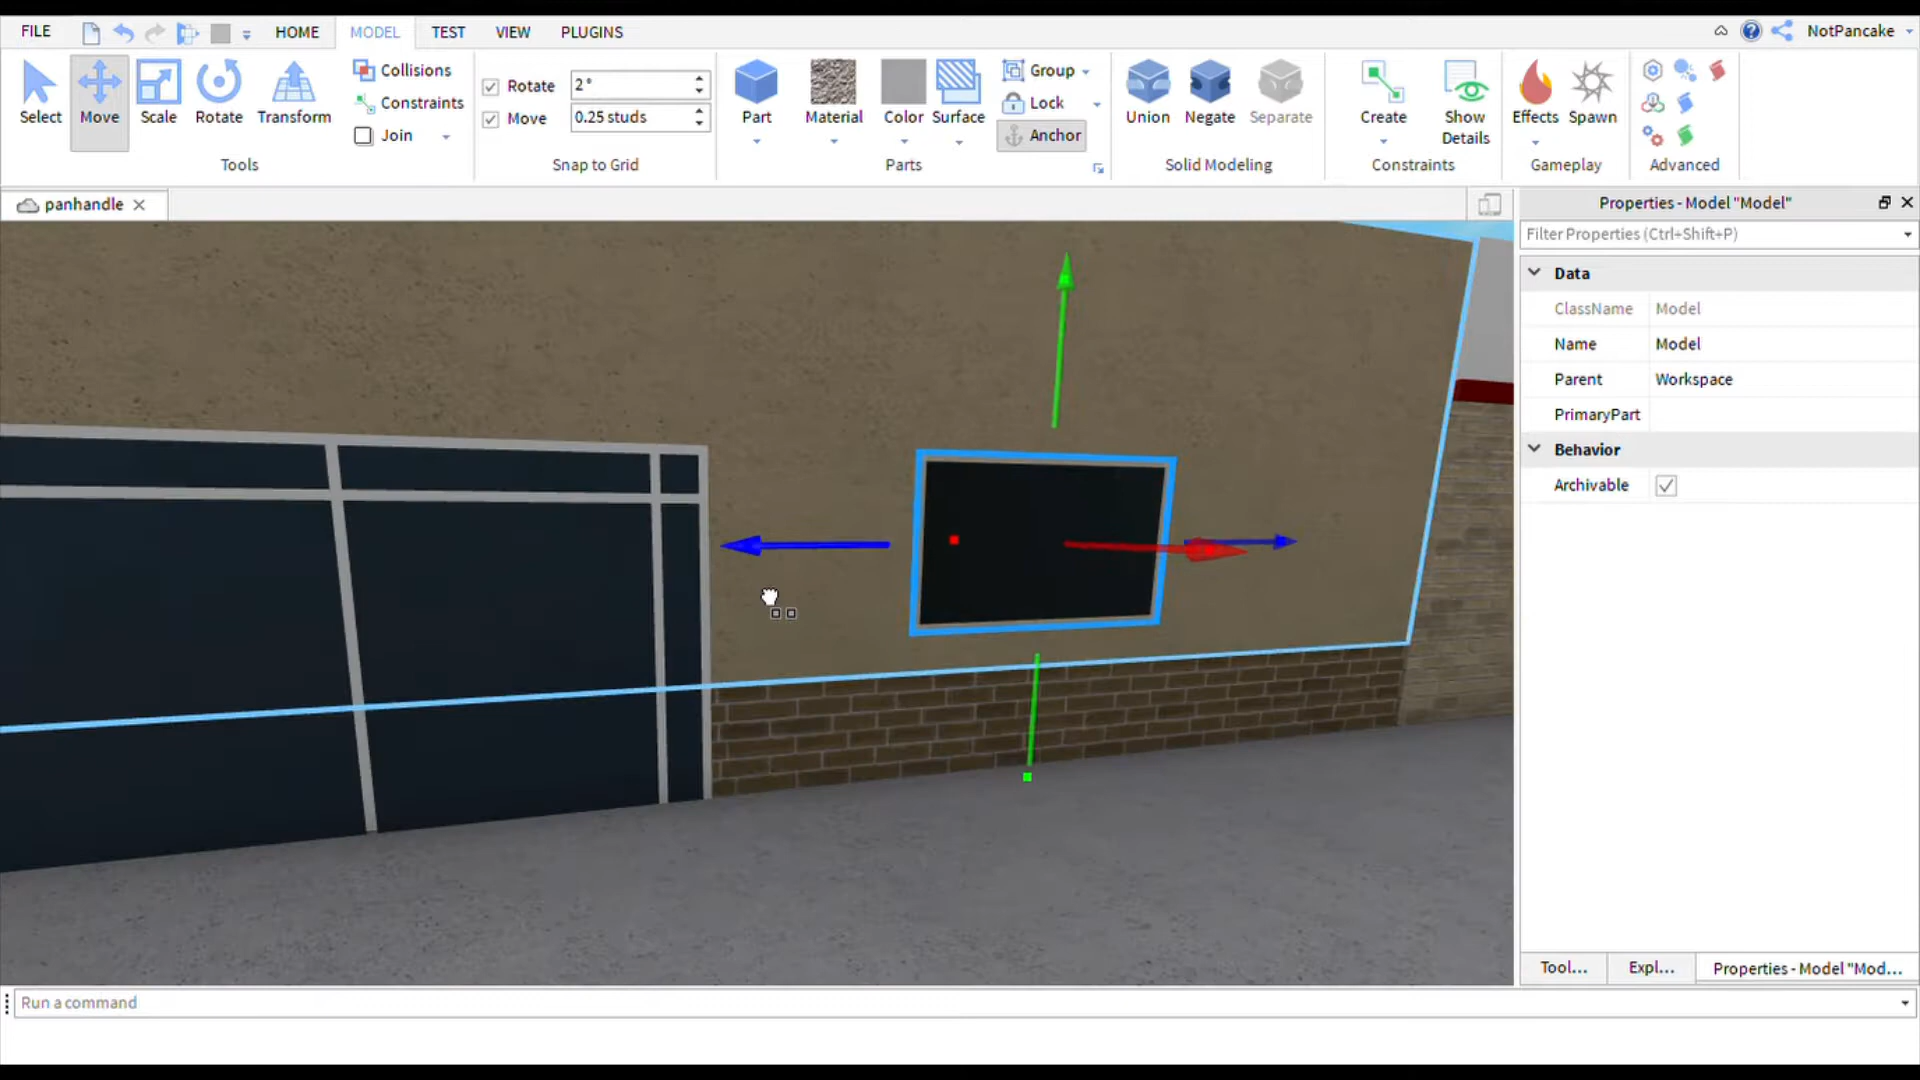 FILE
HOME
MODEL
TEST
VIEW
PLUGINS
NotPancake
Select
Move
Scale
Rotate
Transform
Collisions
Constraints
Join
Tools
Rotate
2 °
Move
0.25 studs
Snap to Grid
Part
Material
Color
Surface
Group
Lock
Anchor
Parts
Union
Negate
Separate
Solid Modeling
Create
Show
Details
Constraints
Effects
Spawn
Gameplay
Advanced
panhandle
Properties - Model "Model"
Filter Properties (Ctrl+Shift+P)
Data
ClassName Model
Name Model
Parent Workspace
PrimaryPart
Behavior
Archivable
Tool...
Expl...
Properties - Model "Mod...
Run a command